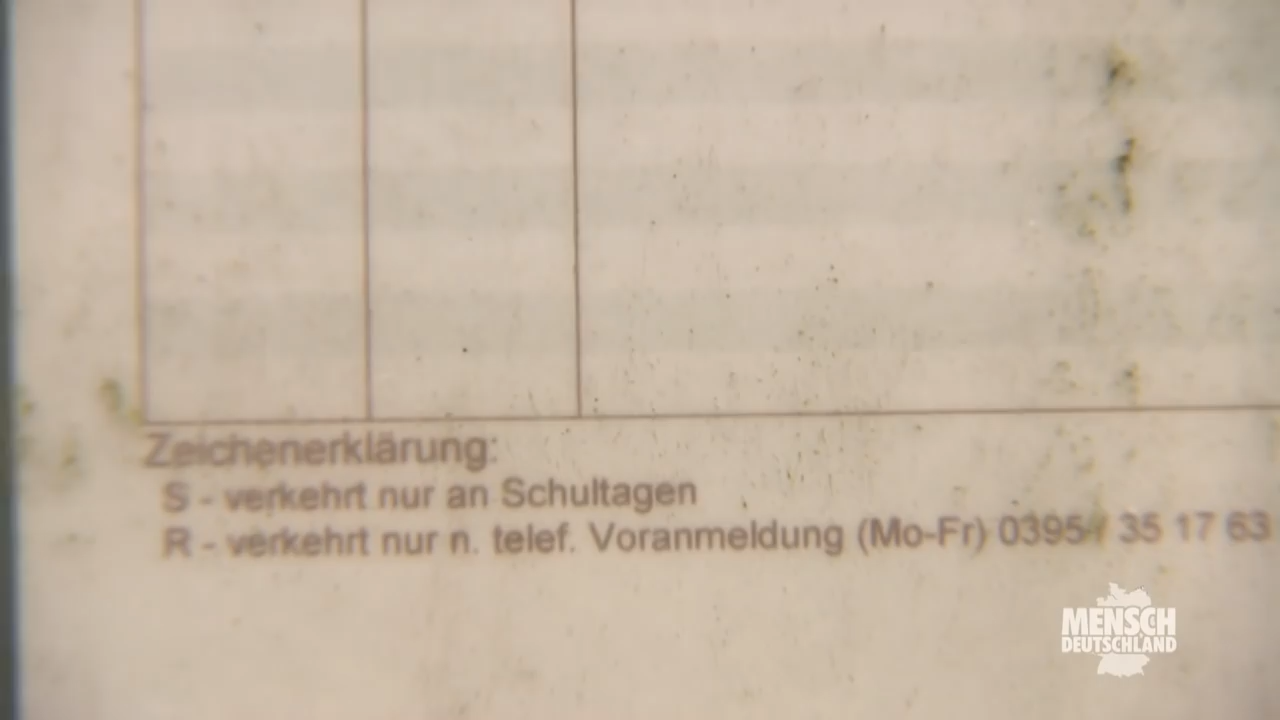 Zeichenerklärung:
S - verkehrt nur an Schultagen
R - verkehrt nur n. telef. Voranmeldung (Mo-Fr) 0395 / 35 17 63
MENSCH
DEUTSCHLAND